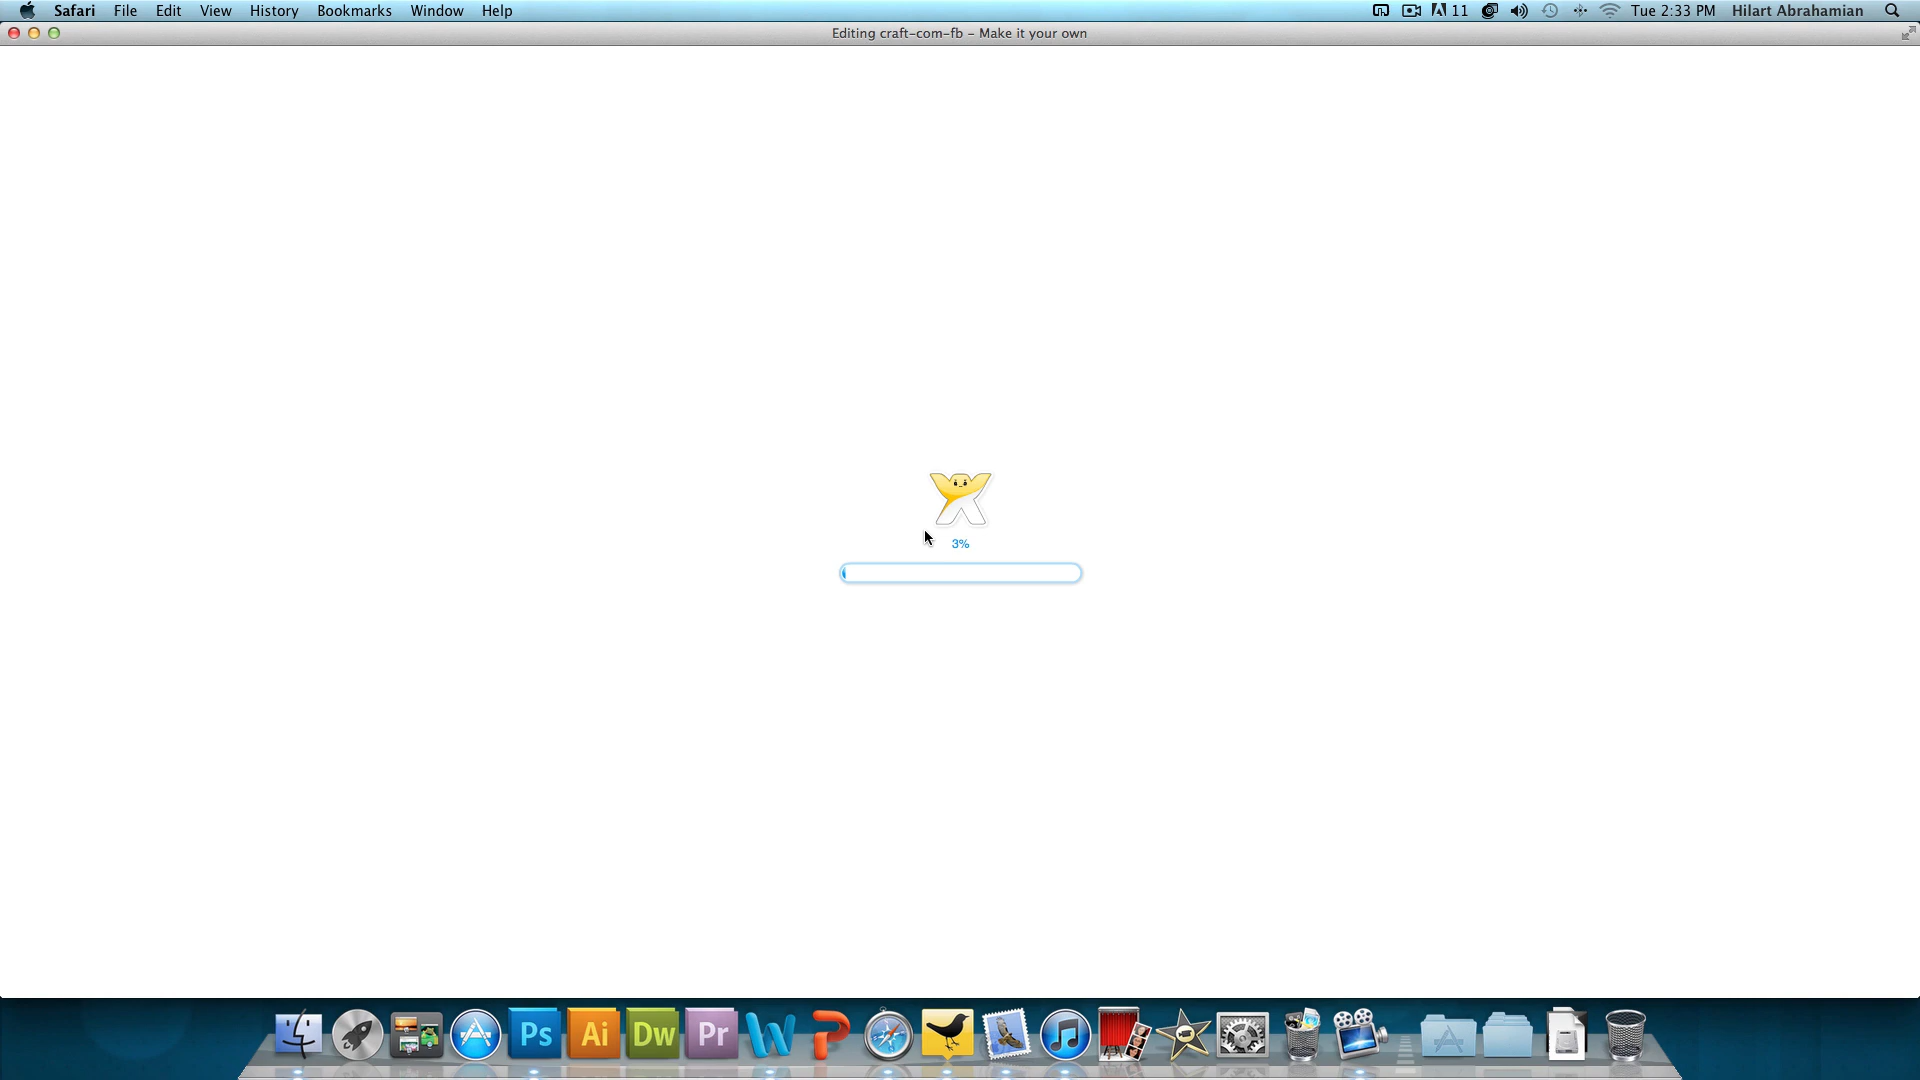 Safari File Edit View History Bookmarks Window Help 11 Tue 2:33 PM Hilart Abrahamian
Editing craft-com-fb – Make it your own
3%
Ps Ai Dw Pr